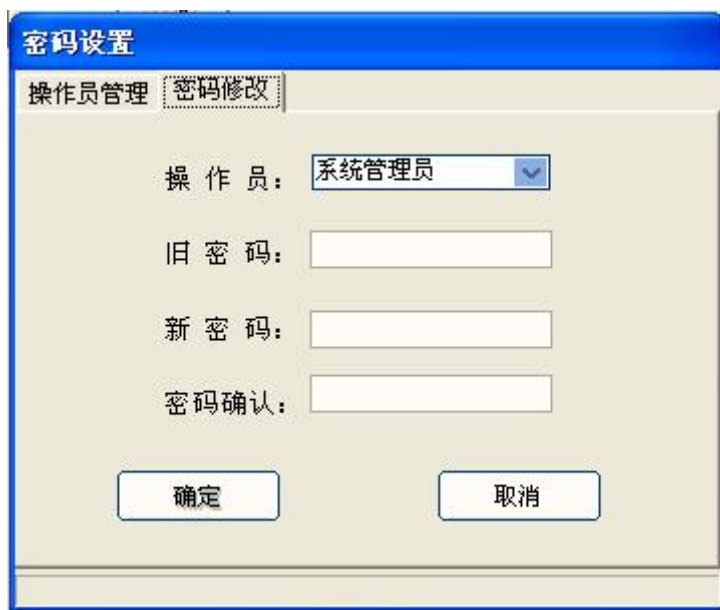 密码设置
操作员管理 密码修改
操 作 员： 系统管理员
旧 密 码：
新 密 码：
密码确认：
确定 取消